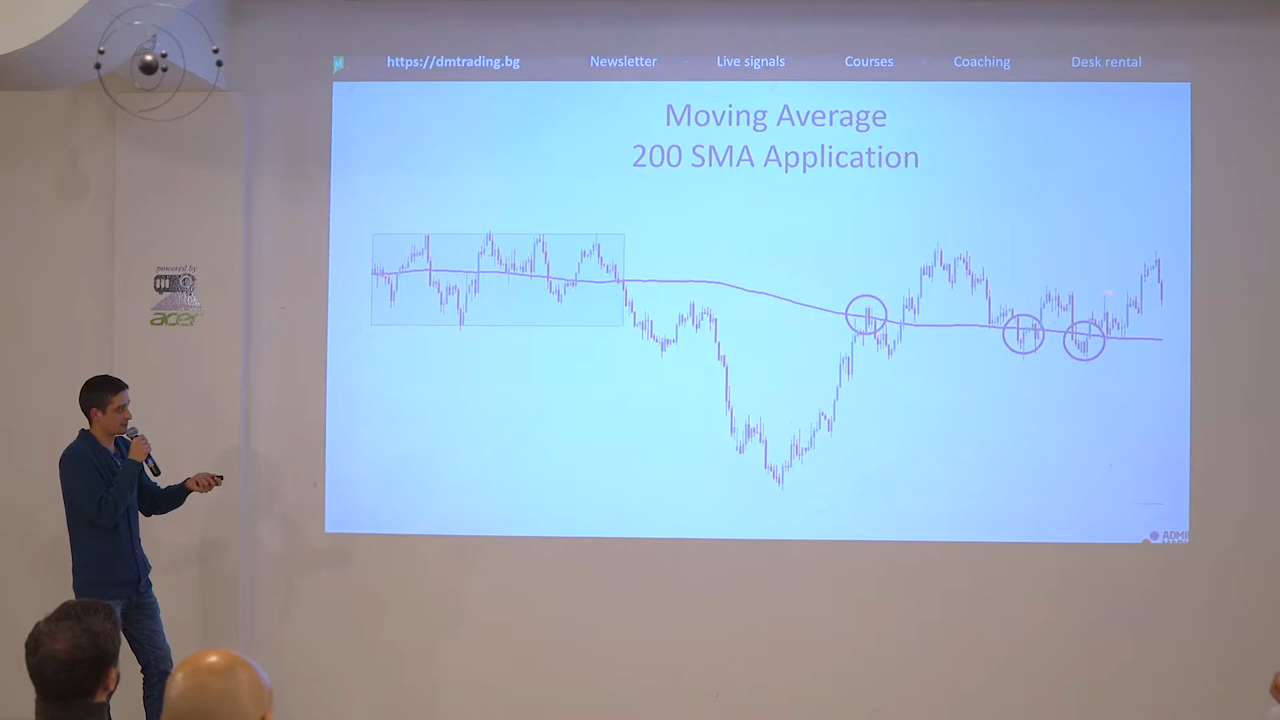 https://dmtrading.bg Newsletter Live signals Courses Coaching Desk rental
Moving Average
200 SMA Application
powered by
acer